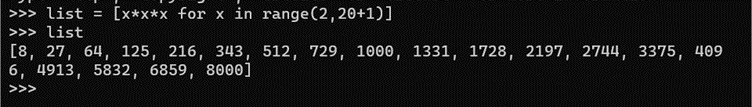 >>> list = [x*x*x for x in range(2,20+1)]
>>> list
[8, 27, 64, 125, 216, 343, 512, 729, 1000, 1331, 1728, 2197, 2744, 3375, 409
6, 4913, 5832, 6859, 8000]
>>>